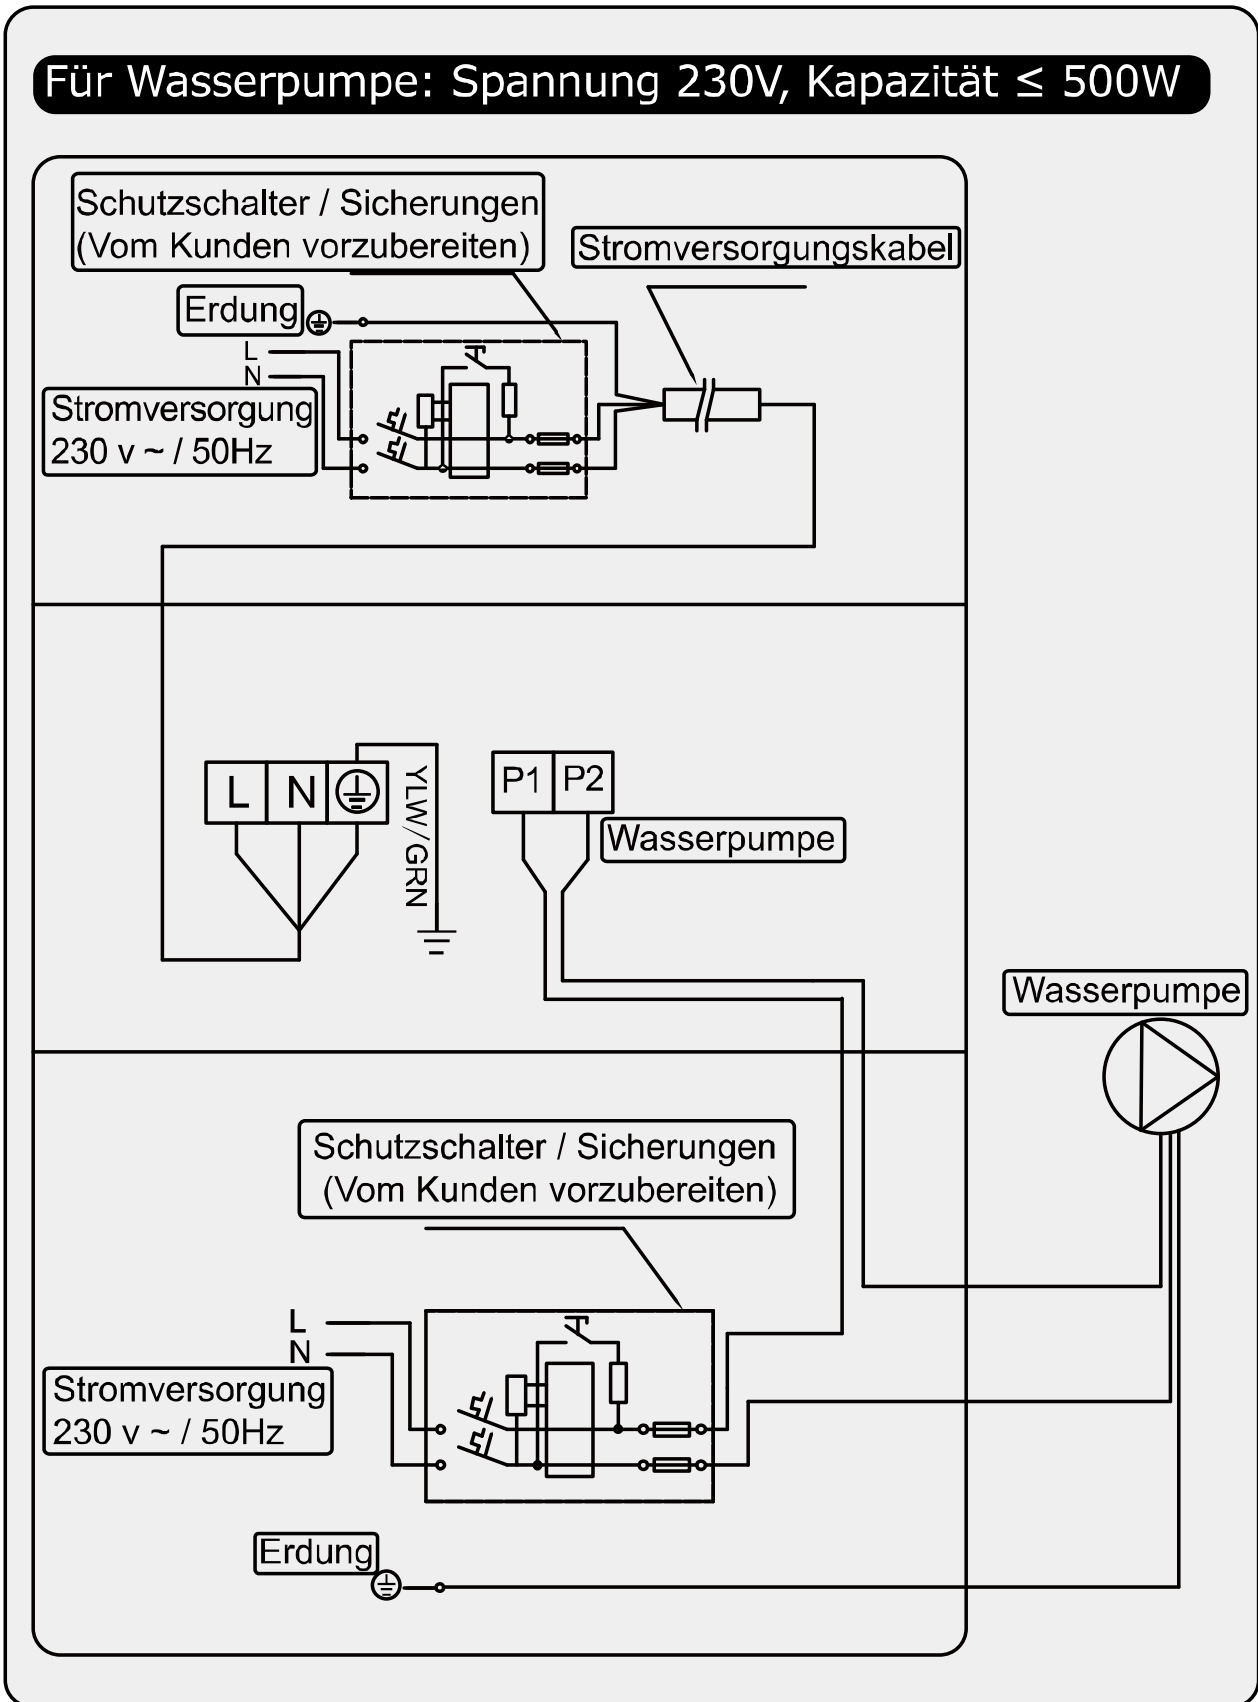 Für Wasserpumpe: Spannung 230V, Kapazität ≤ 500W
Schutzschalter / Sicherungen
(Vom Kunden vorzubereiten)
Stromversorgungskabel
Erdung
L
N
Stromversorgung
230 v ~ / 50Hz
L N
YLW/GRN
P1 P2
Wasserpumpe
Wasserpumpe
Schutzschalter / Sicherungen
(Vom Kunden vorzubereiten)
L
N
Stromversorgung
230 v ~ / 50Hz
Erdung